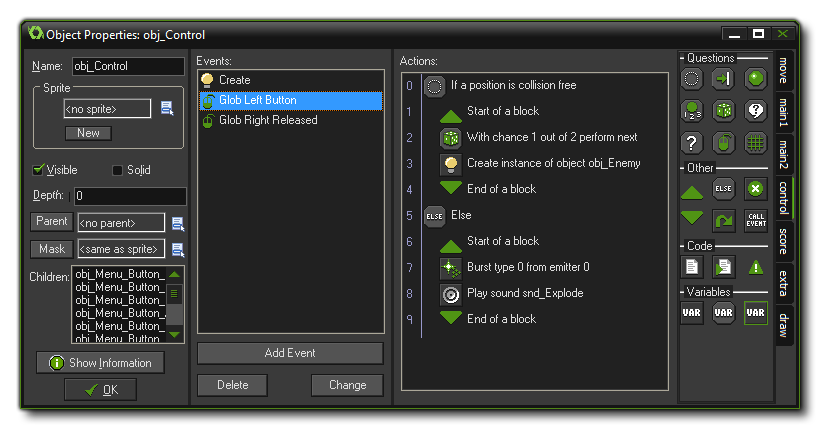 Object Properties: obj_Control
Name: obj_Control
Sprite
<no sprite>
New
Visible Solid
Depth: 0
Parent <no parent>
Mask <same as sprite>
Children: obj_Menu_Button_
obj_Menu_Button_
obj_Menu_Button_
obj_Menu_Button_
obj_Menu_Button_
obj_Menu_Button_
Show Information
OK
Events:
Create
Glob Left Button
Glob Right Released
Add Event
Delete Change
Actions:
0 If a position is collision free
1 Start of a block
2 With chance 1 out of 2 perform next
3 Create instance of object obj_Enemy
4 End of a block
5 ELSE Else
6 Start of a block
7 Burst type 0 from emitter 0
8 Play sound snd_Explode
9 End of a block
Questions
1 2 3 ?
?
Other
ELSE
CALL EVENT
Code
Variables
VAR VAR VAR
move
main1
main2
control
score
extra
draw